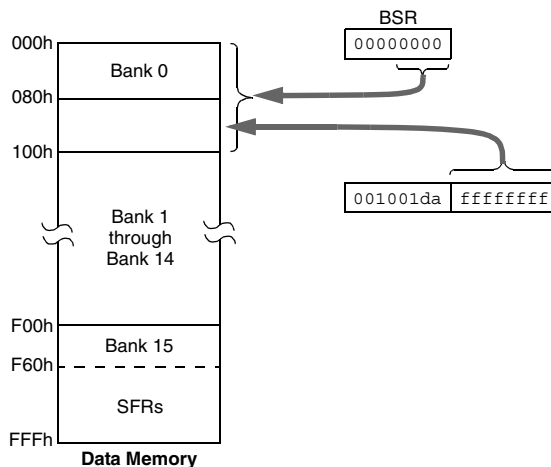 BSR
00000000
000h
Bank 0
080h
100h
001001da ffffffff
Bank 1
through
Bank 14
F00h
Bank 15
F60h
SFRs
FFFh
Data Memory